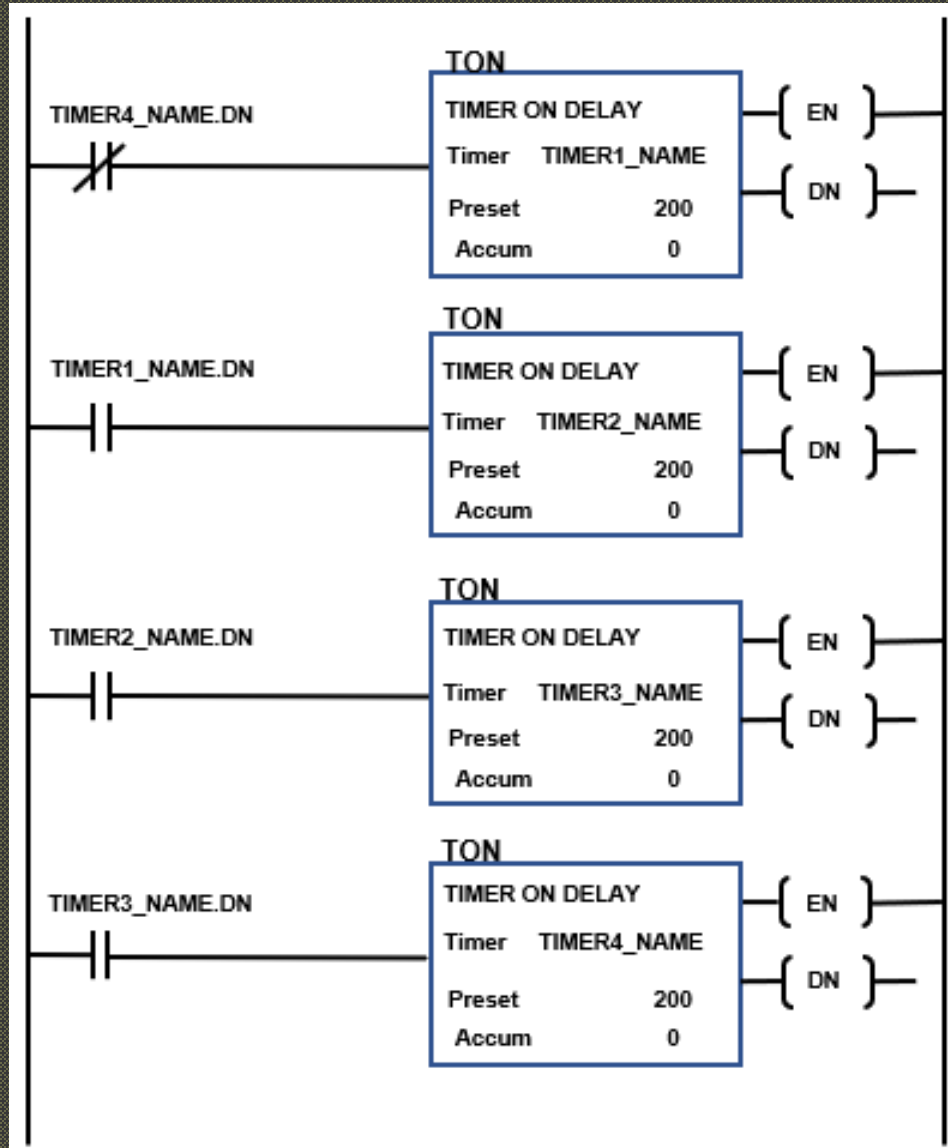 TON
TIMER4_NAME.DN
TIMER ON DELAY
EN
Timer TIMER1_NAME
DN
Preset 200
Accum 0
TON
TIMER1_NAME.DN
TIMER ON DELAY
EN
Timer TIMER2_NAME
DN
Preset 200
Accum 0
TON
TIMER2_NAME.DN
TIMER ON DELAY
EN
Timer TIMER3_NAME
DN
Preset 200
Accum 0
TON
TIMER3_NAME.DN
TIMER ON DELAY
EN
Timer TIMER4_NAME
DN
Preset 200
Accum 0